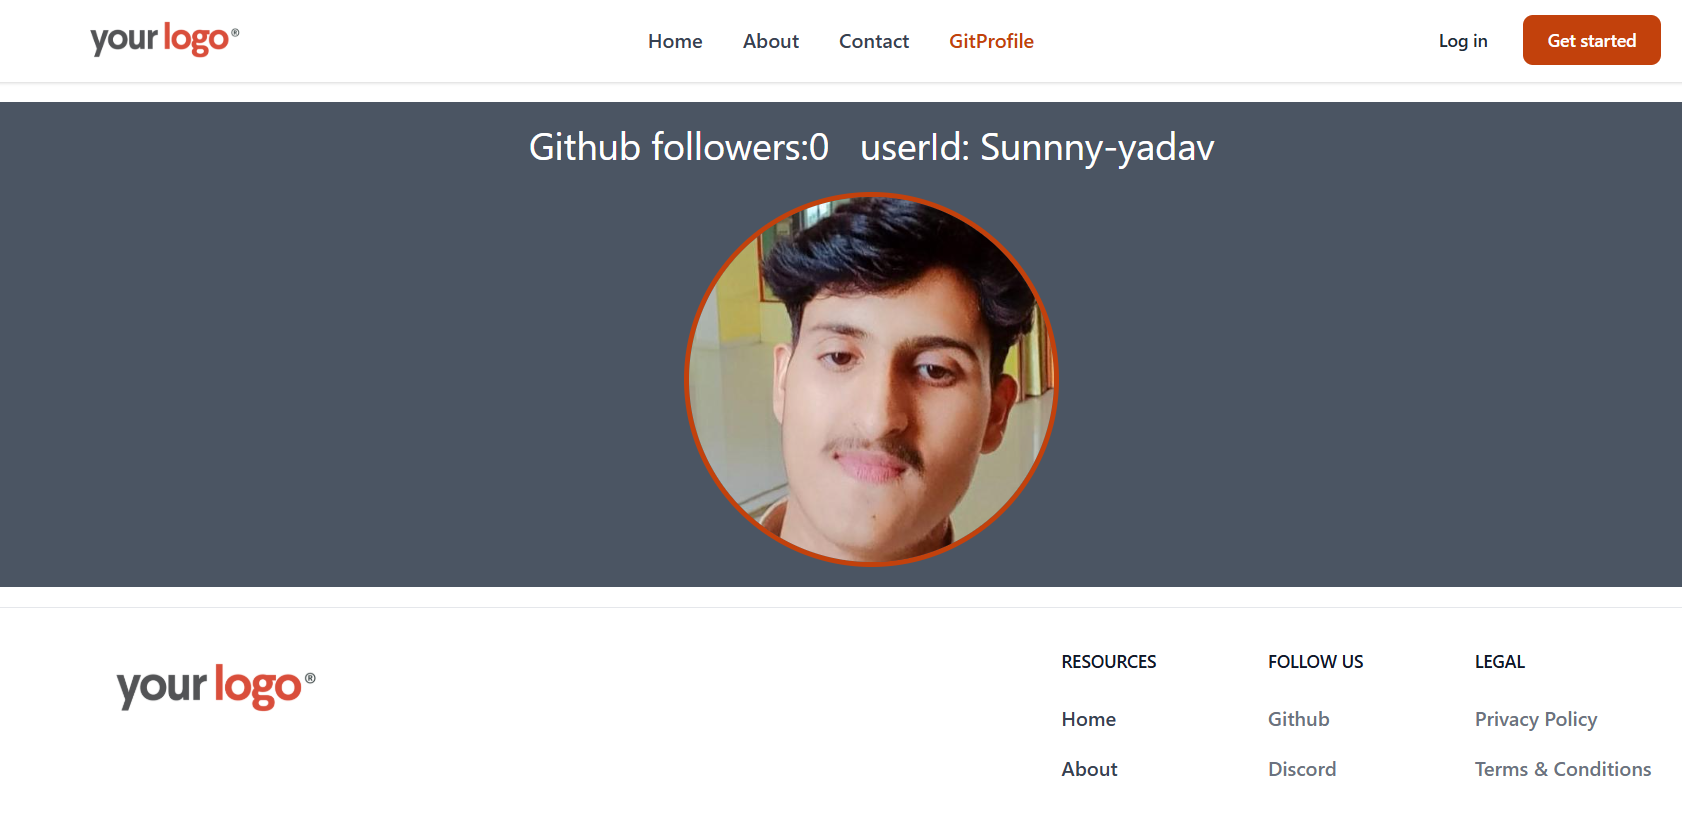 your logo®
Home About Contact GitProfile
Log in Get started
Github followers:0 userId: Sunnny-yadav
your logo®
RESOURCES FOLLOW US LEGAL
Home Github Privacy Policy
About Discord Terms & Conditions